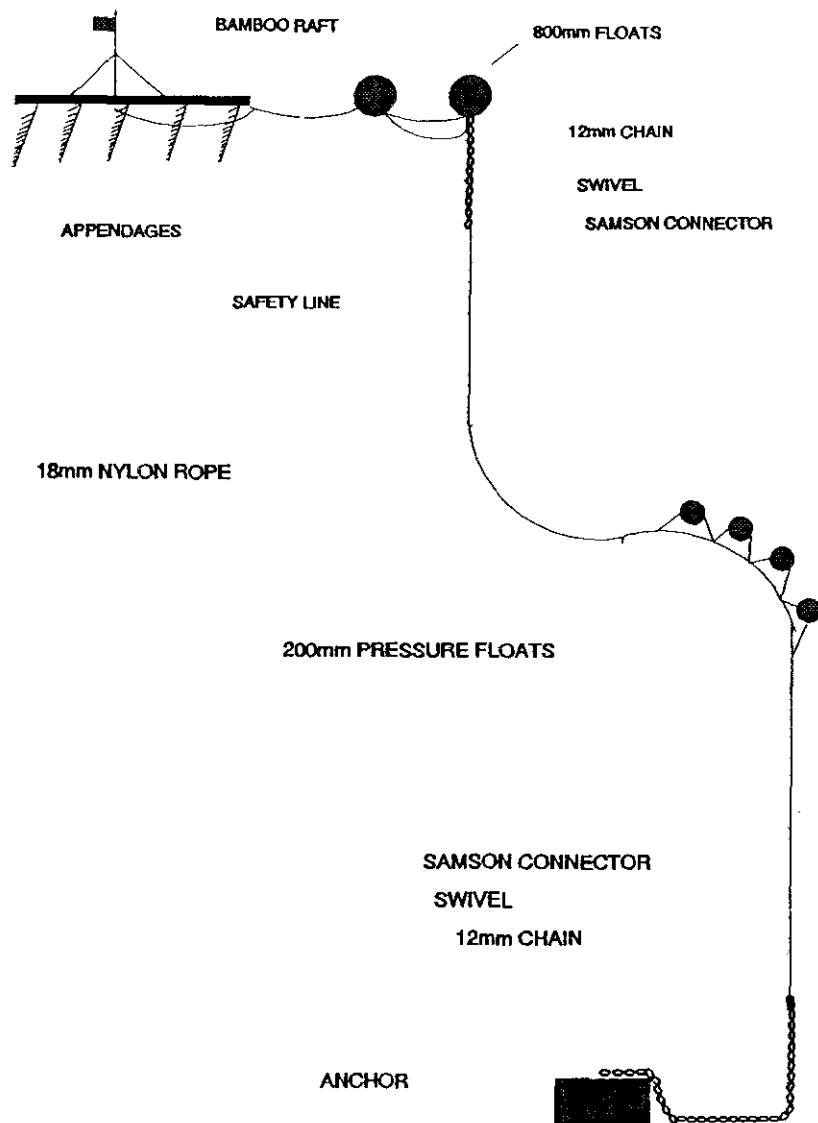 BAMBOO RAFT
800mm FLOATS
12mm CHAIN
SWIVEL
SAMSON CONNECTOR
APPENDAGES
SAFETY LINE
18mm NYLON ROPE
200mm PRESSURE FLOATS
SAMSON CONNECTOR
SWIVEL
12mm CHAIN
ANCHOR